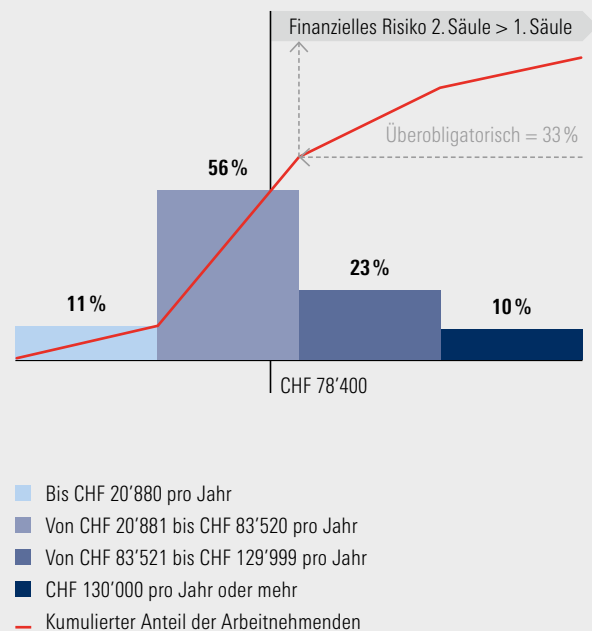 Finanzielles Risiko 2. Säule > 1. Säule
Überobligatorisch = 33 %
56 %
23 %
11 %
10 %
CHF 78'400
Bis CHF 20'880 pro Jahr
Von CHF 20'881 bis CHF 83'520 pro Jahr
Von CHF 83'521 bis CHF 129'999 pro Jahr
CHF 130'000 pro Jahr oder mehr
Kumulierter Anteil der Arbeitnehmenden